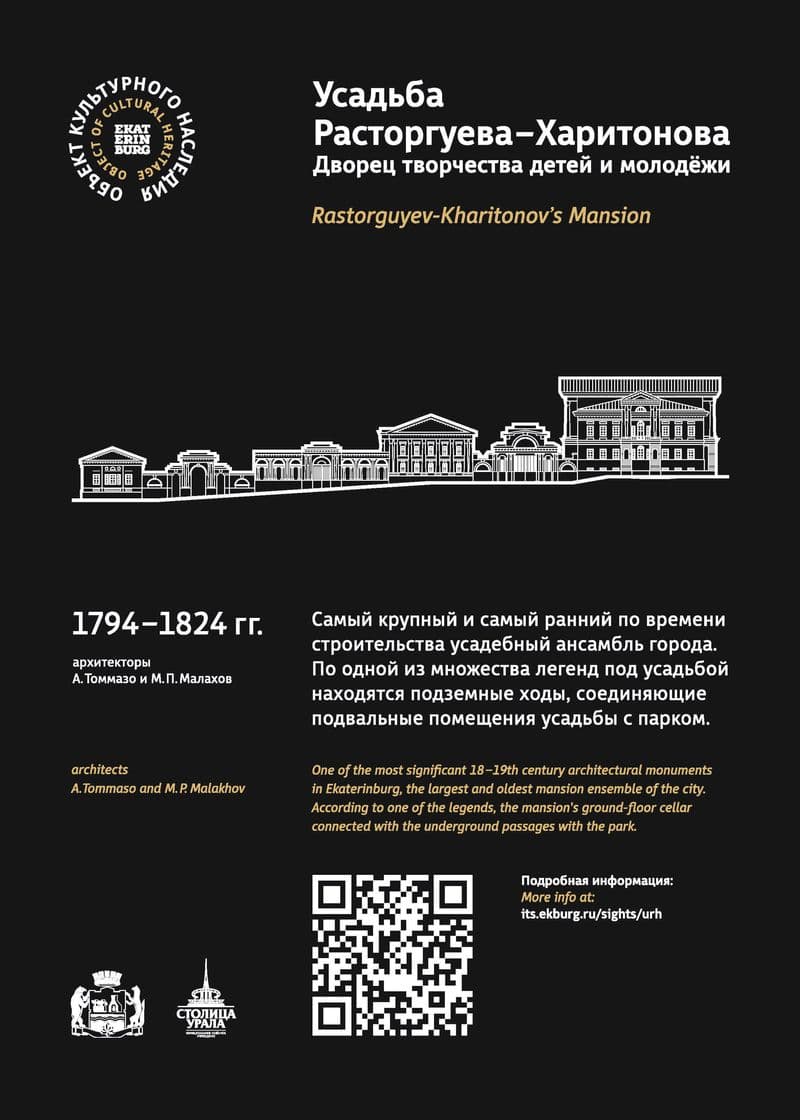 ОБЪЕКТ КУЛЬТУРНОГО НАСЛЕДИЯ
OBJECT OF CULTURAL HERITAGE
EKAT
ERIN
BURG
Усадьба
Расторгуева–Харитонова
Дворец творчества детей и молодёжи
Rastorguyev-Kharitonov's Mansion
1794–1824 гг.
архитекторы
А.Томмазо и М.П.Малахов
Самый крупный и самый ранний по времени
строительства усадебный ансамбль города.
По одной из множества легенд под усадьбой
находятся подземные ходы, соединяющие
подвальные помещения усадьбы с парком.
architects
A.Tommaso and M.P. Malakhov
One of the most significant 18–19th century architectural monuments
in Ekaterinburg, the largest and oldest mansion ensemble of the city.
According to one of the legends, the mansion's ground-floor cellar
connected with the underground passages with the park.
Подробная информация:
More info at:
its.ekburg.ru/sights/urh
СТОЛИЦА
УРАЛА